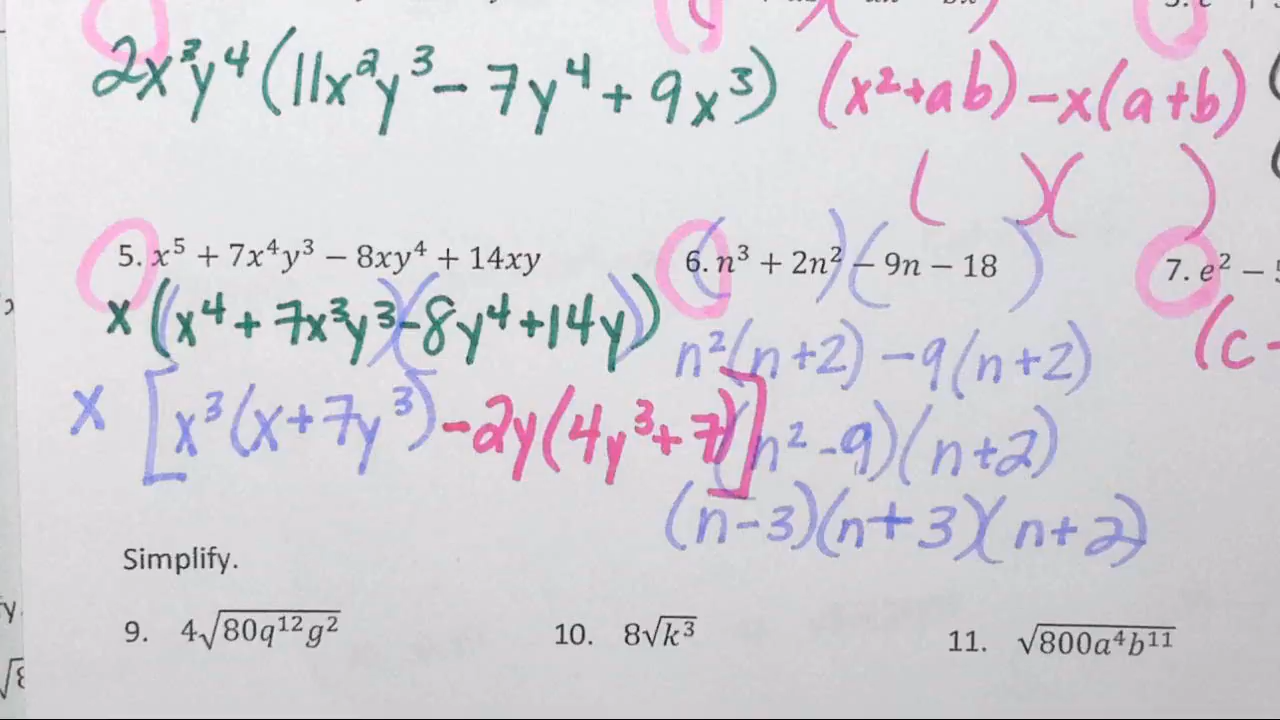 2x³y⁴(11x²y³ - 7y⁴ + 9x³)
(x² + ab) - x(a + b)
(    )(    )
5. x⁵ + 7x⁴y³ − 8xy⁴ + 14xy
x(x⁴ + 7x³y³ - 8y⁴ + 14y)
x [x³(x + 7y³) - 2y(4y³ + 7)]
6. n³ + 2n² − 9n − 18
n²(n + 2) - 9(n + 2)
(n² - 9)(n + 2)
(n - 3)(n + 3)(n + 2)
7. e² −
(c -
Simplify.
9. 4√80q¹²g²
10. 8√k³
11. √800a⁴b¹¹